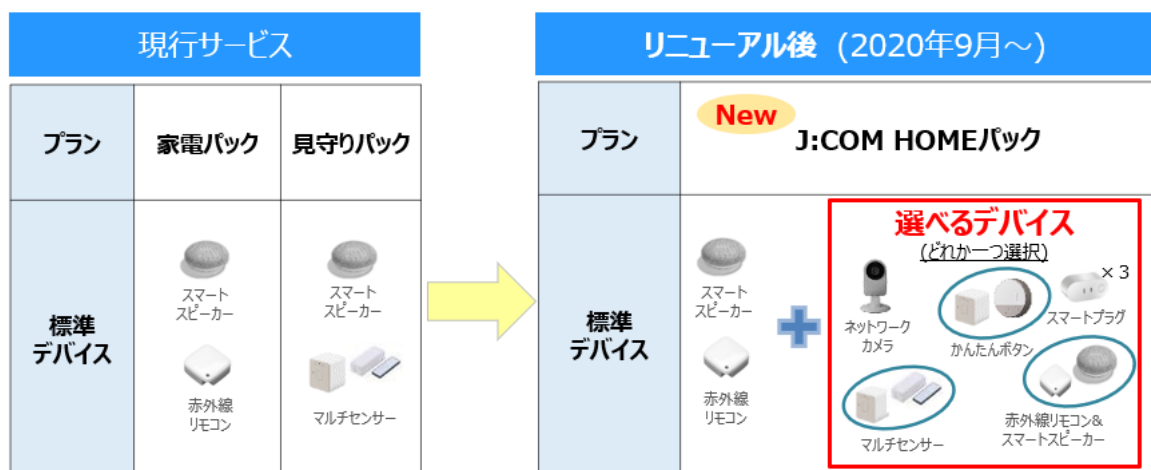 現行サービス
プラン
家電パック
見守りパック
標準
デバイス
スマート
スピーカー
赤外線
リモコン
スマート
スピーカー
マルチセンサー
リニューアル後 (2020年9月～)
プラン
New
J:COM HOMEパック
標準
デバイス
スマート
スピーカー
赤外線
リモコン
選べるデバイス
(どれか一つ選択)
ネットワーク
カメラ
かんたんボタン
×3
スマートプラグ
マルチセンサー
赤外線リモコン&
スマートスピーカー